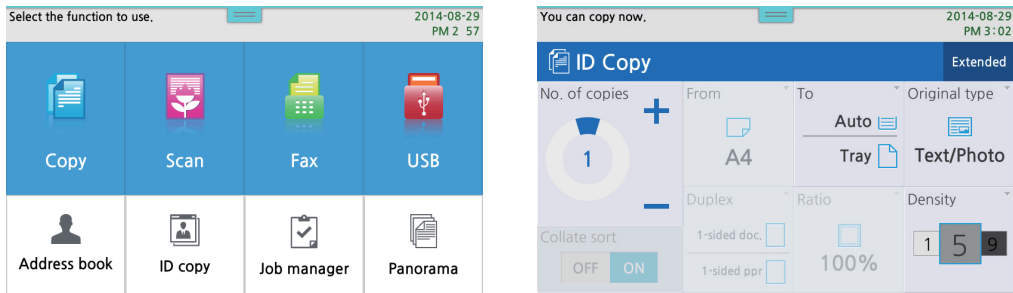 Select the function to use.
2014-08-29
PM 2 57
Copy
Scan
Fax
USB
Address book
ID copy
Job manager
Panorama
You can copy now.
2014-08-29
PM 3:02
ID Copy
Extended
No. of copies
1
Collate sort
OFF
ON
From
A4
To
Auto
Tray
Original type
Text/Photo
Duplex
1-sided doc.
1-sided ppr
Ratio
100%
Density
1
5
9